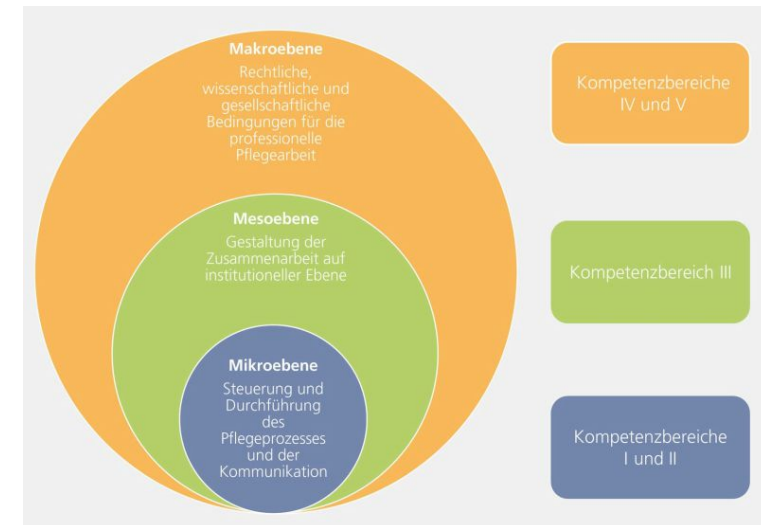 Makroebene
Rechtliche,
wissenschaftliche und
gesellschaftliche
Bedingungen für die
professionelle
Pflegearbeit
Mesoebene
Gestaltung der
Zusammenarbeit auf
institutioneller Ebene
Mikroebene
Steuerung und
Durchführung
des
Pflegeprozesses
und der
Kommunikation
Kompetenzbereiche
IV und V
Kompetenzbereich III
Kompetenzbereiche
I und II